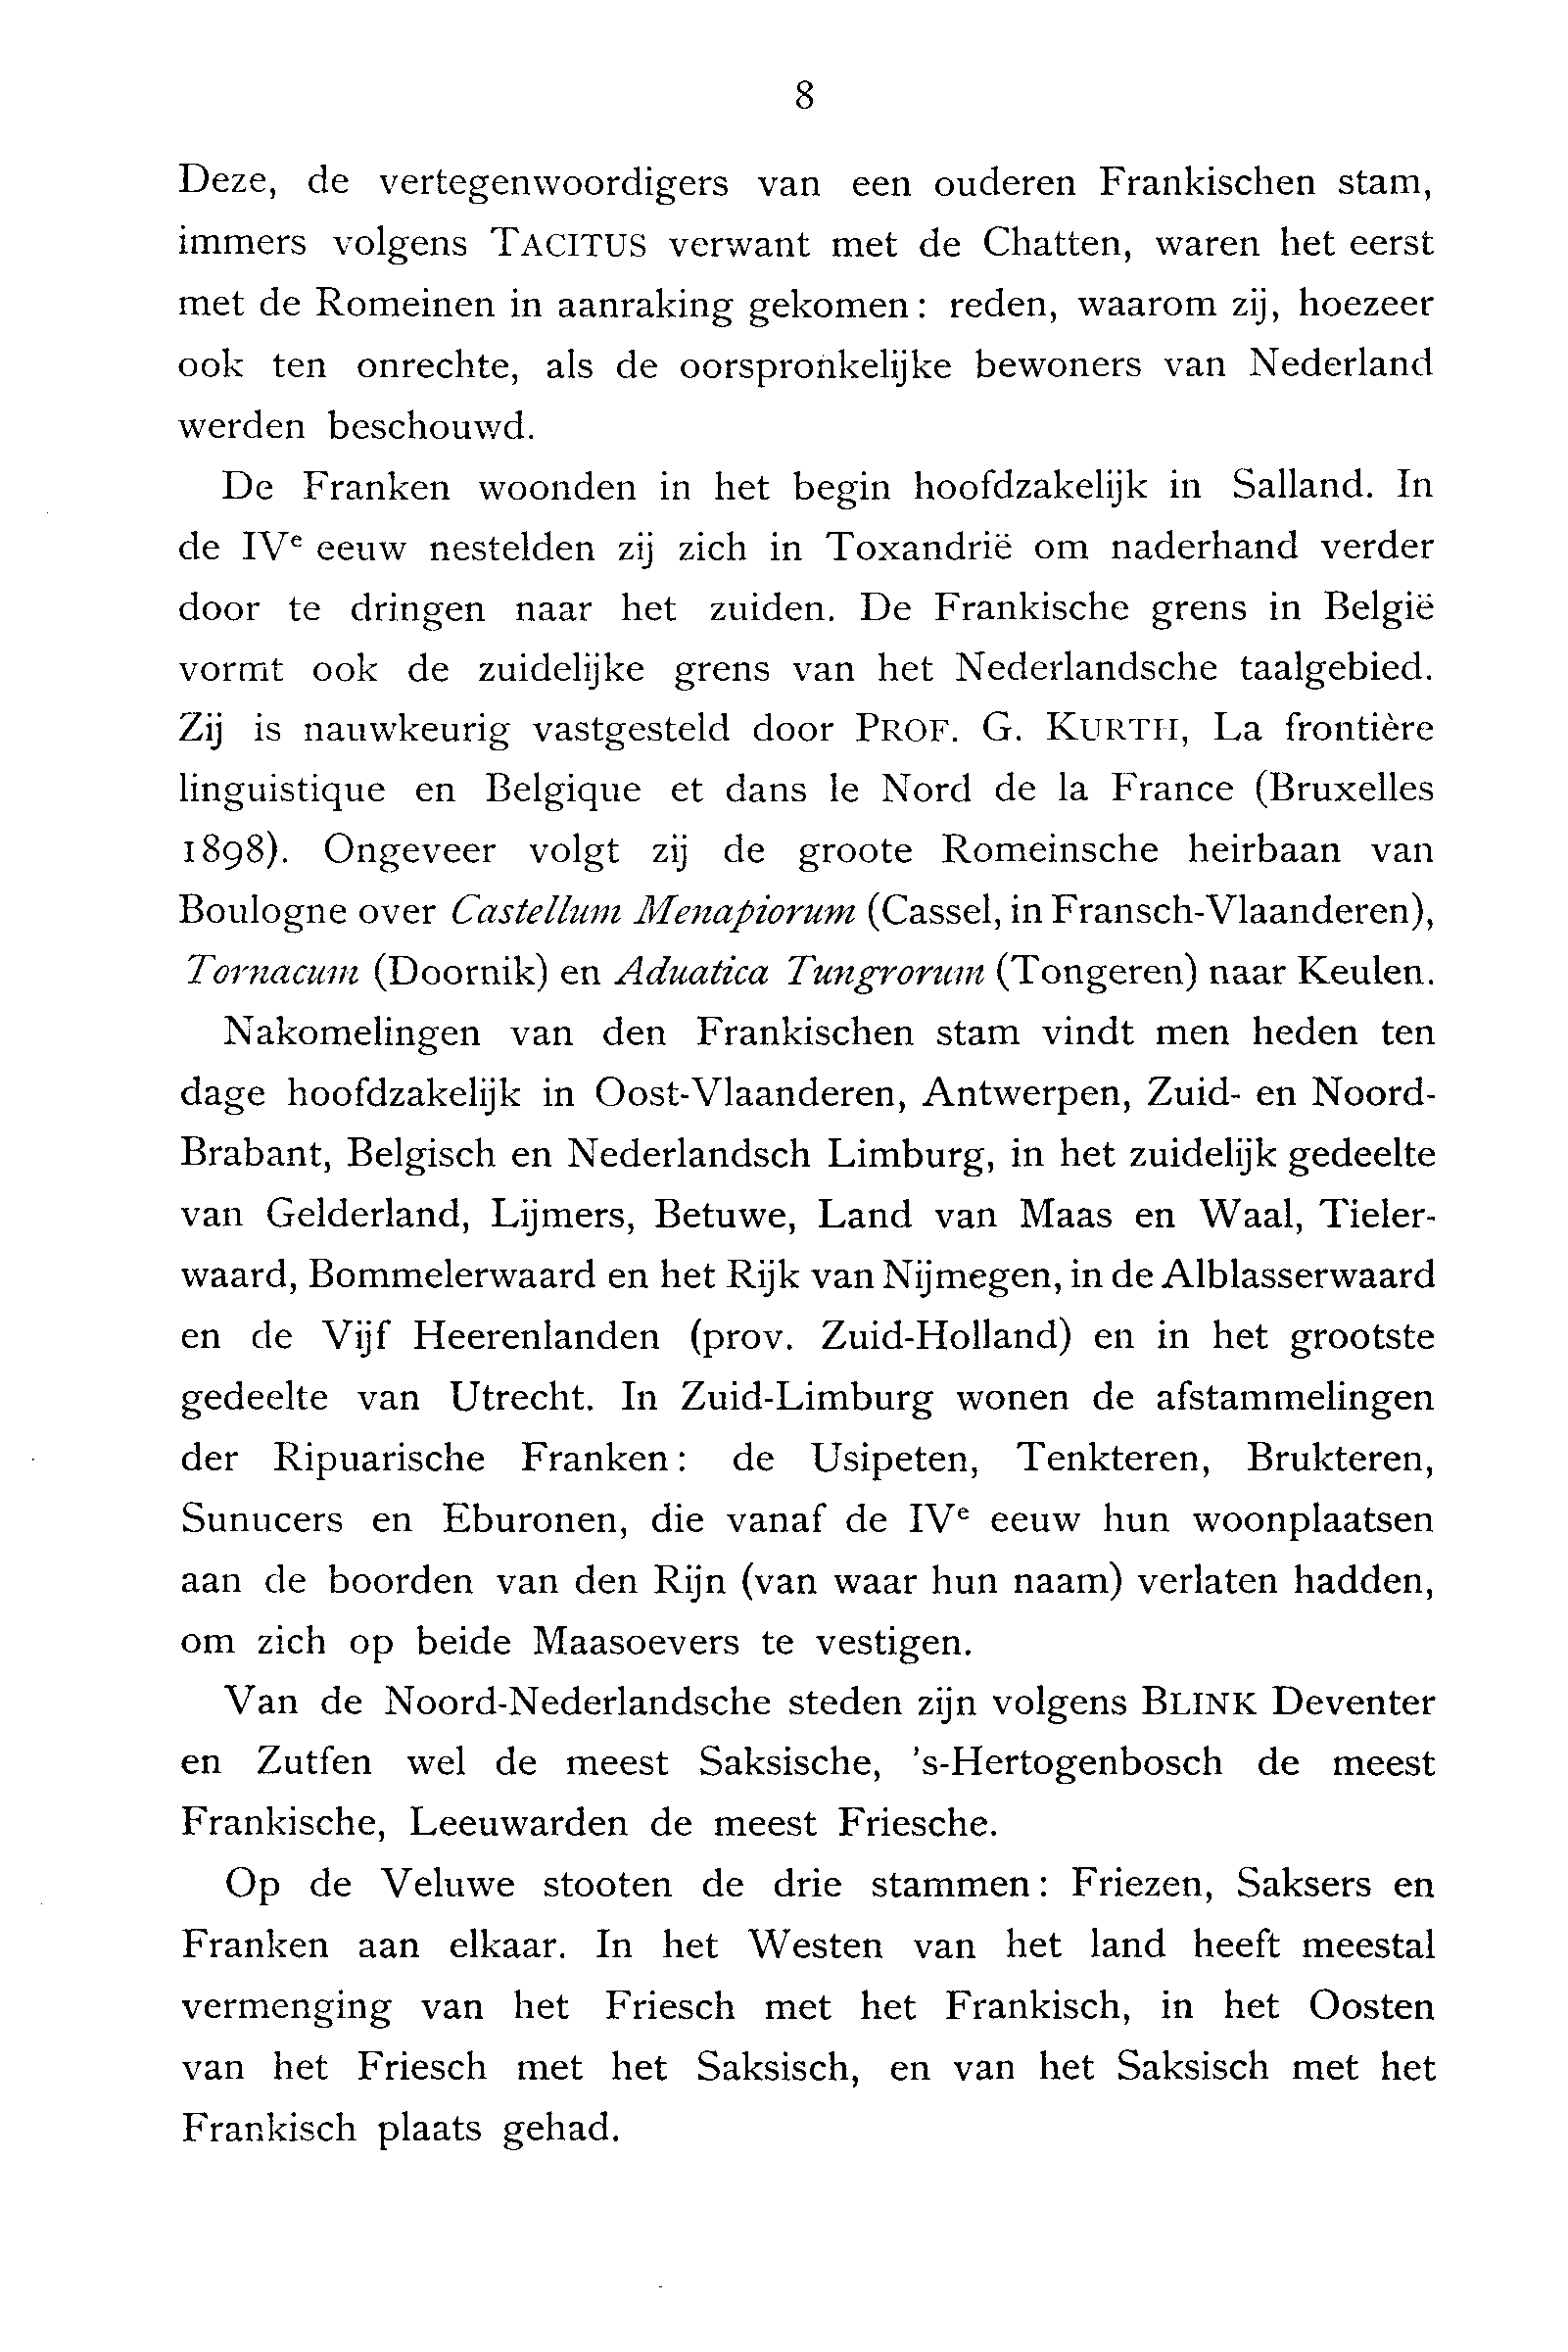 8
Deze, de vertegenwoordigers van een ouderen Frankischen stam,
immers volgens TACITUS verwant met de Chatten, waren het eerst
met de Romeinen in aanraking gekomen: reden, waarom zij, hoezeer
ook ten onrechte, als de oorspronkelijke bewoners van Nederland
werden beschouwd.
De Franken woonden in het begin hoofdzakelijk in Salland. In
de IVe eeuw nestelden zij zich in Toxandrië om naderhand verder
door te dringen naar het zuiden. De Frankische grens in België
vormt ook de zuidelijke grens van het Nederlandsche taalgebied.
Zij is nauwkeurig vastgesteld door PROF. G. KURTH, La frontière
linguistique en Belgique et dans le Nord de la France (Bruxelles
1898). Ongeveer volgt zij de groote Romeinsche heirbaan van
Boulogne over Castellum Menapiorum (Cassel, in Fransch-Vlaanderen),
Tornacum (Doornik) en Aduatica Tungrorum (Tongeren) naar Keulen.
Nakomelingen van den Frankischen stam vindt men heden ten
dage hoofdzakelijk in Oost-Vlaanderen, Antwerpen, Zuid- en Noord-
Brabant, Belgisch en Nederlandsch Limburg, in het zuidelijk gedeelte
van Gelderland, Lijmers, Betuwe, Land van Maas en Waal, Tieler-
waard, Bommelerwaard en het Rijk van Nijmegen, in de Alblasserwaard
en de Vijf Heerenlanden (prov. Zuid-Holland) en in het grootste
gedeelte van Utrecht. In Zuid-Limburg wonen de afstammelingen
der Ripuarische Franken: de Usipeten, Tenkteren, Brukteren,
Sunucers en Eburonen, die vanaf de IVe eeuw hun woonplaatsen
aan de boorden van den Rijn (van waar hun naam) verlaten hadden,
om zich op beide Maasoevers te vestigen.
Van de Noord-Nederlandsche steden zijn volgens BLINK Deventer
en Zutfen wel de meest Saksische, 's-Hertogenbosch de meest
Frankische, Leeuwarden de meest Friesche.
Op de Veluwe stooten de drie stammen: Friezen, Saksers en
Franken aan elkaar. In het Westen van het land heeft meestal
vermenging van het Friesch met het Frankisch, in het Oosten
van het Friesch met het Saksisch, en van het Saksisch met het
Frankisch plaats gehad.